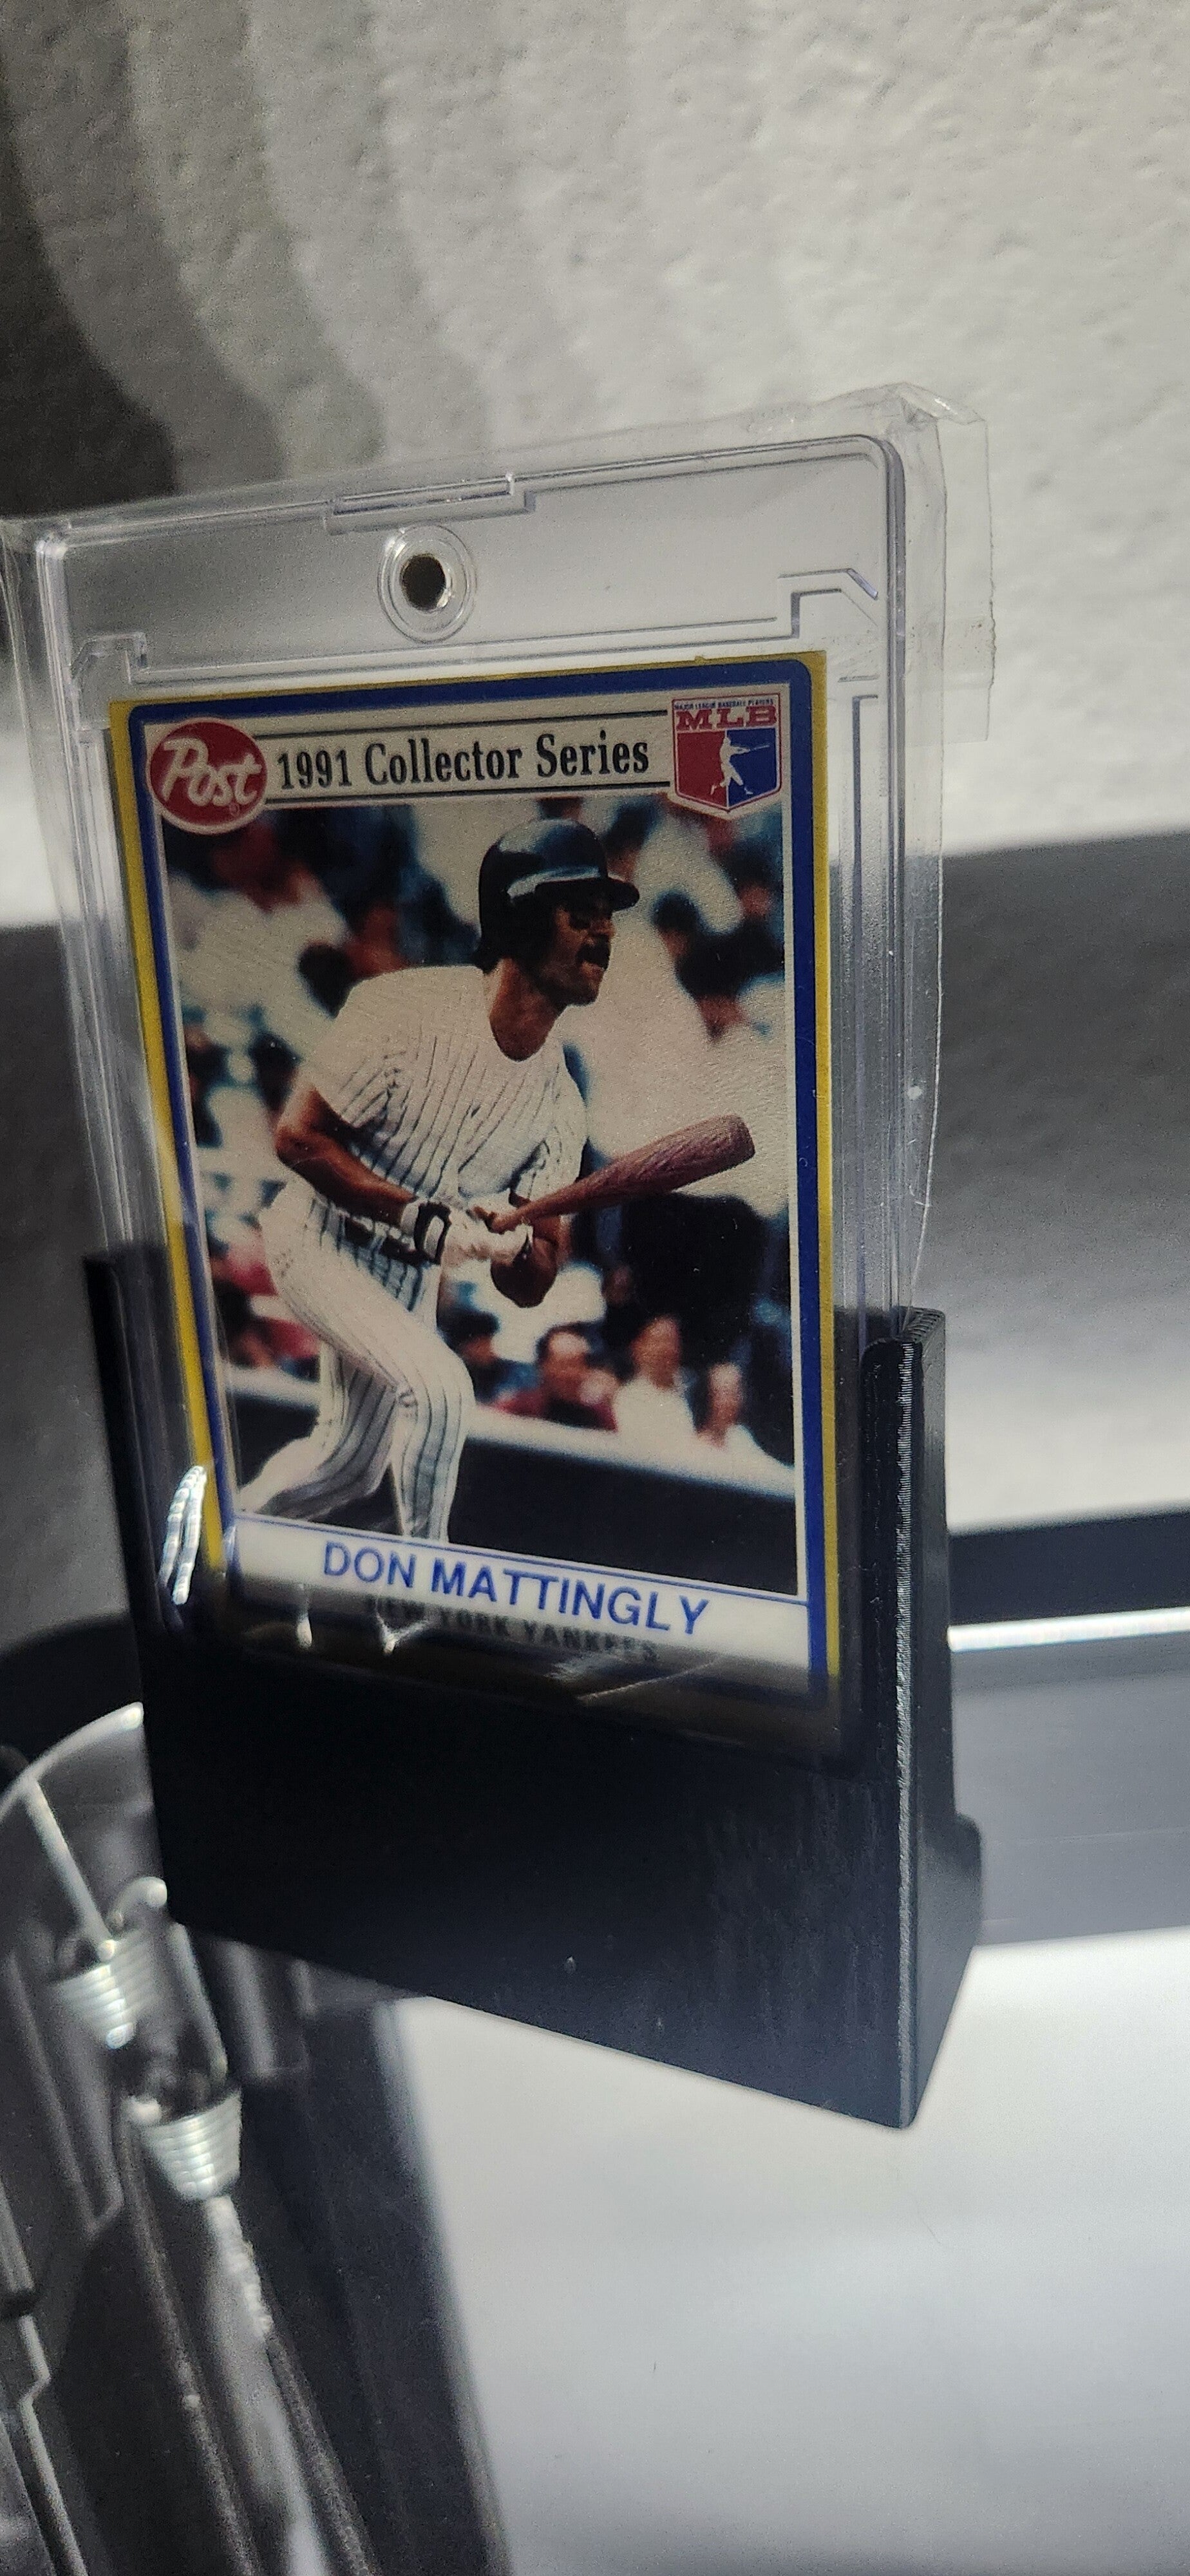 Post
1991 Collector Series
MAJOR LEAGUE BASEBALL PLAYERS
MLB
DON MATTINGLY
NEW YORK YANKEES